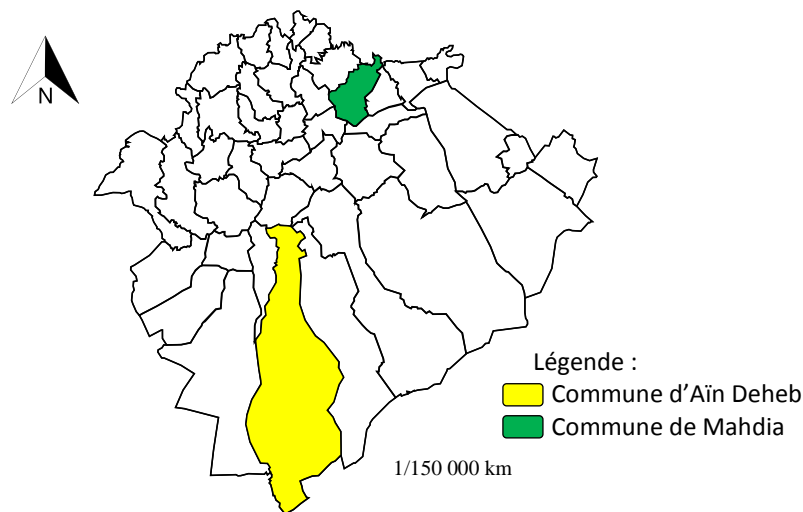 N
Légende :
Commune d’Aïn Deheb
Commune de Mahdia
1/150 000 km